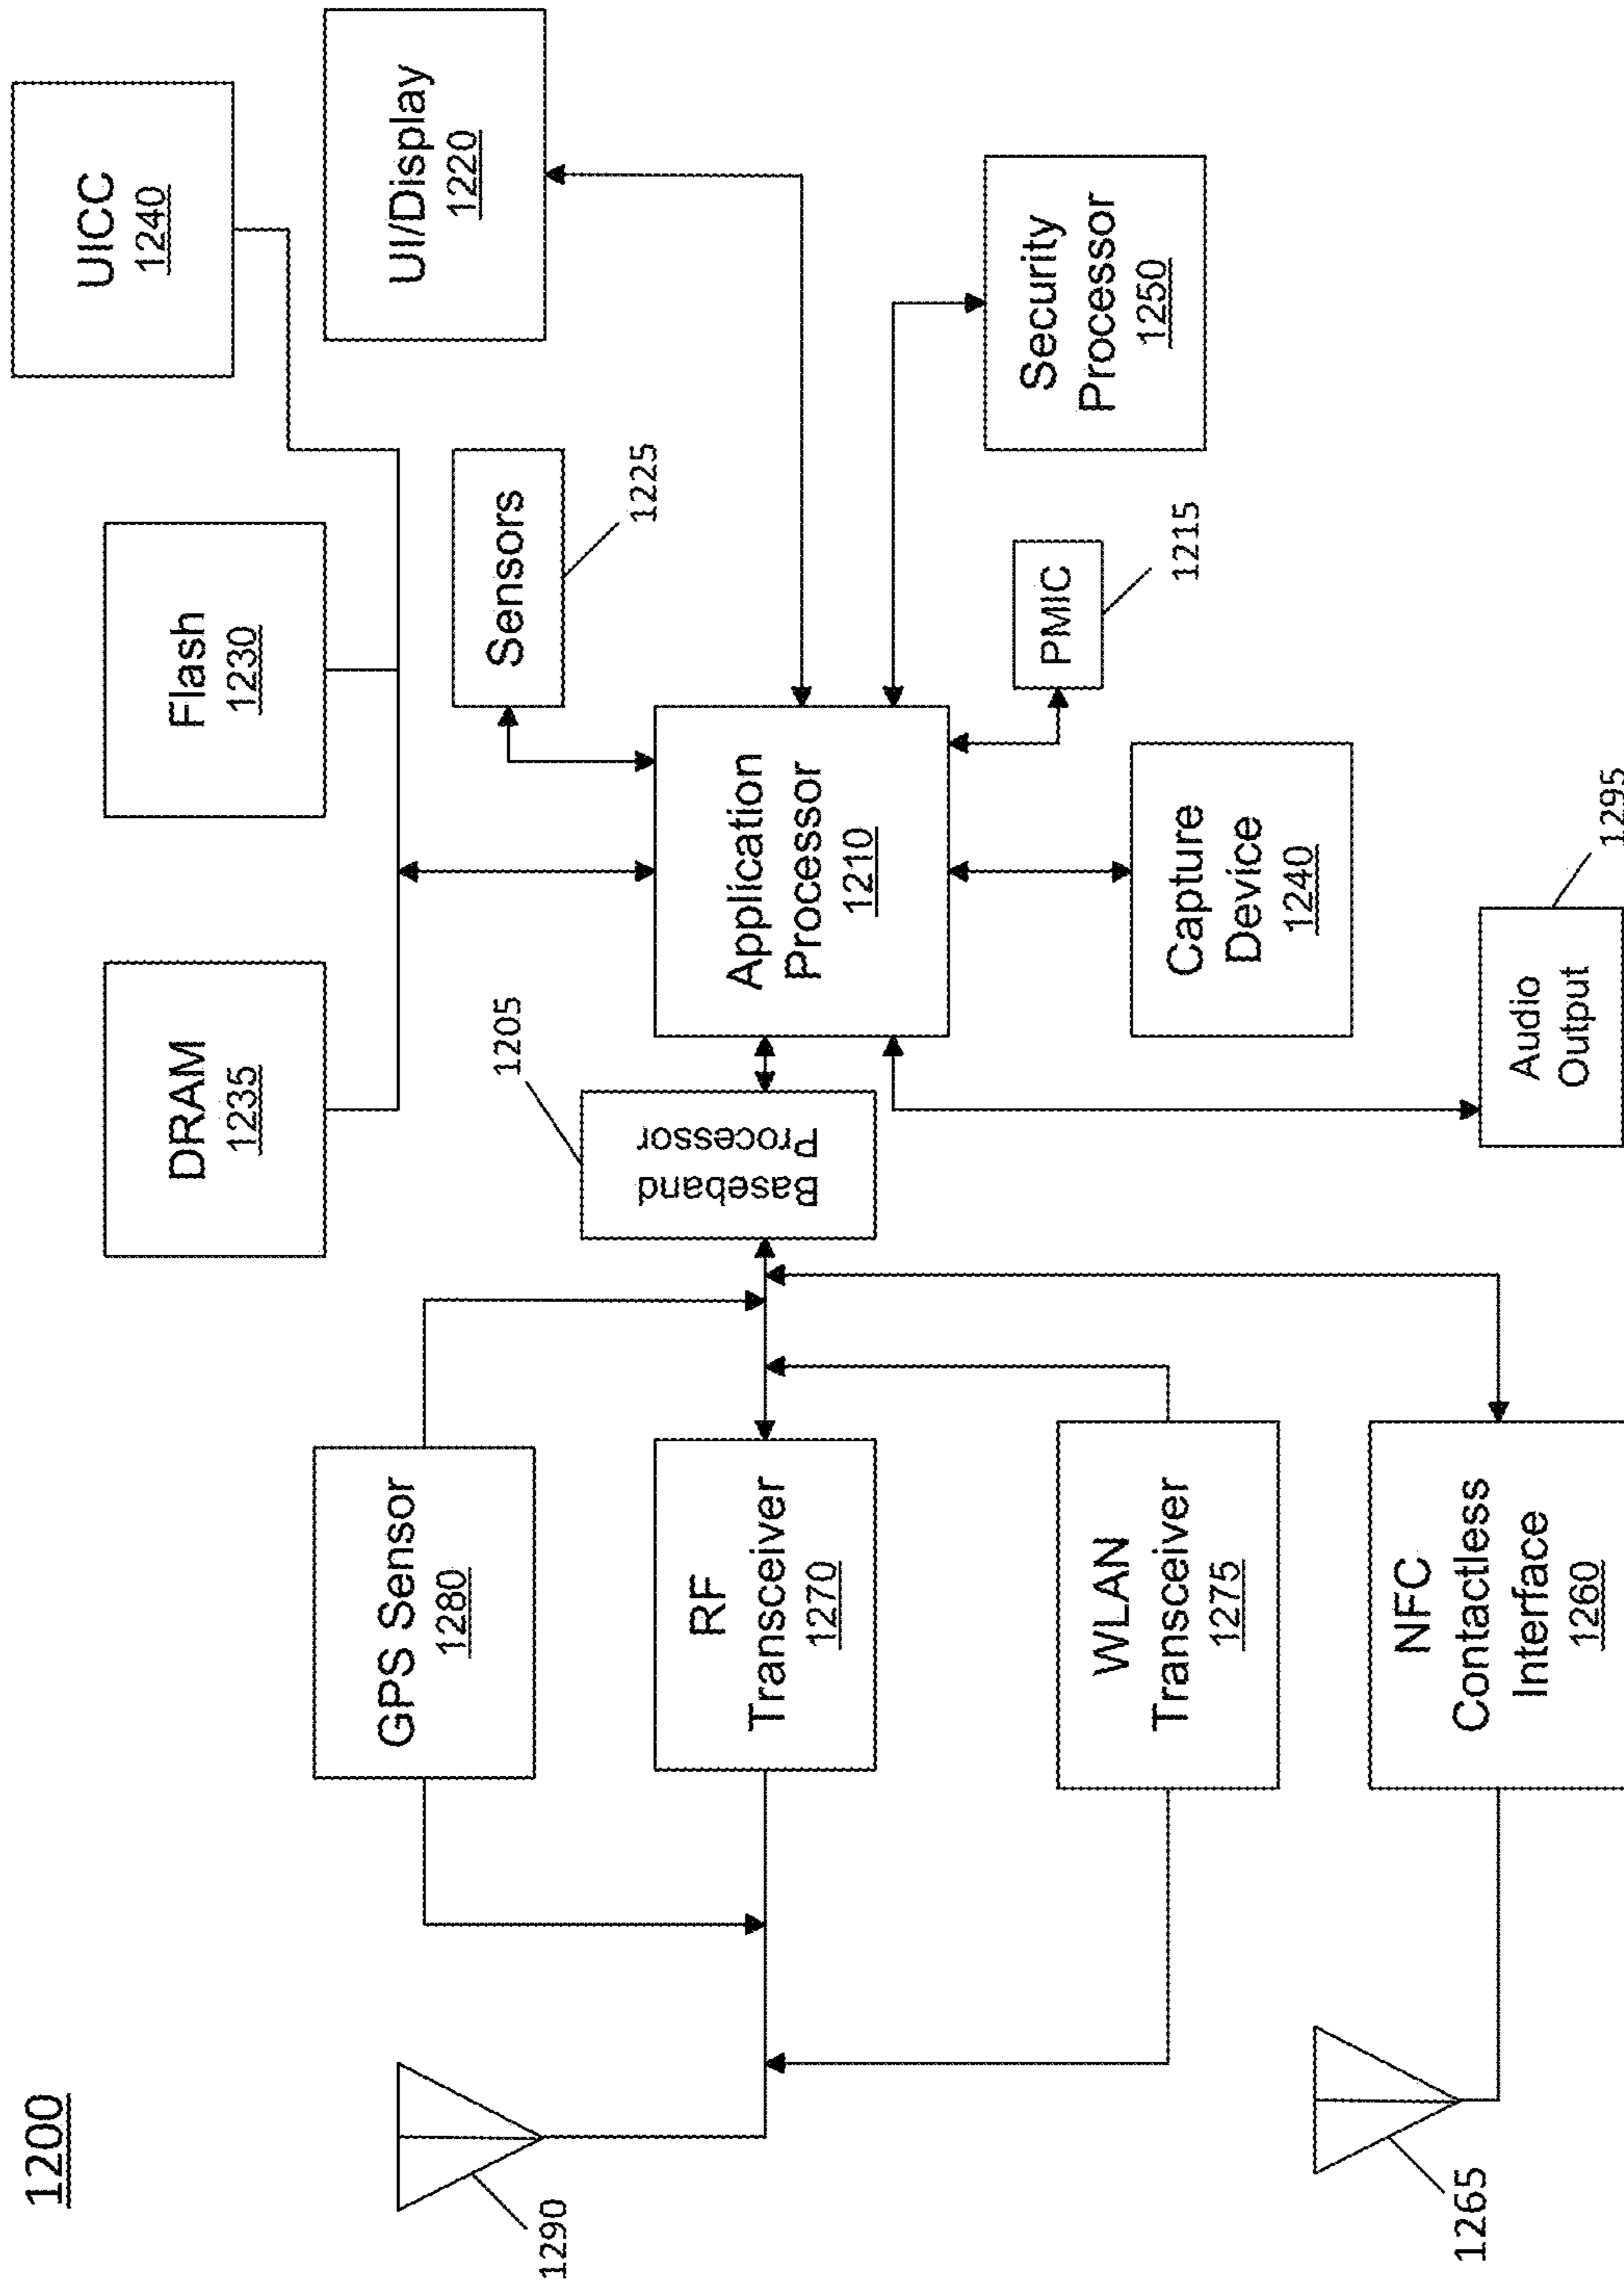 1200
UICC
1240
Flash
1230
DRAM
1235
UI/Display
1220
Sensors
1225
GPS Sensor
1280
1290
1205
Baseband
Processor
Application
Processor
1210
RF
Transceiver
1270
Security
Processor
1250
PMIC
1215
WLAN
Transceiver
1275
Capture
Device
1240
NFC
Contactless
Interface
1260
1265
Audio
Output
1295